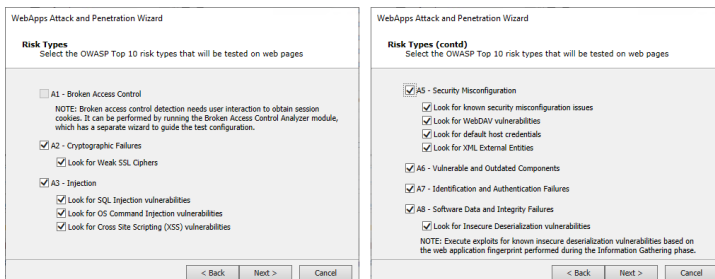 WebApps Attack and Penetration Wizard
Risk Types
Select the OWASP Top 10 risk types that will be tested on web pages
A1 - Broken Access Control
NOTE: Broken access control detection needs user interaction to obtain session
cookies. It can be performed by running the Broken Access Control Analyzer module,
which has a separate wizard to guide the test configuration.
A2 - Cryptographic Failures
Look for Weak SSL Ciphers
A3 - Injection
Look for SQL Injection vulnerabilities
Look for OS Command Injection vulnerabilities
Look for Cross Site Scripting (XSS) vulnerabilities
< Back
Next >
Cancel
WebApps Attack and Penetration Wizard
Risk Types (contd)
Select the OWASP Top 10 risk types that will be tested on web pages
A5 - Security Misconfiguration
Look for known security misconfiguration issues
Look for WebDAV vulnerabilities
Look for default host credentials
Look for XML External Entities
A6 - Vulnerable and Outdated Components
A7 - Identification and Authentication Failures
A8 - Software Data and Integrity Failures
Look for Insecure Deserialization vulnerabilities
NOTE: Execute exploits for known insecure deserialization vulnerabilities based on
the web application fingerprint performed during the Information Gathering phase.
< Back
Next >
Cancel